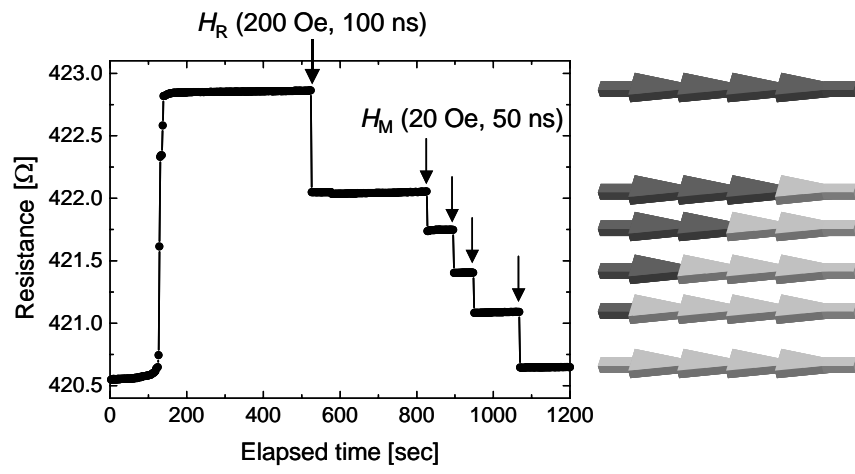 H_R (200 Oe, 100 ns)
H_M (20 Oe, 50 ns)
Resistance [Ω]
423.0
422.5
422.0
421.5
421.0
420.5
0 200 400 600 800 1000 1200
Elapsed time [sec]